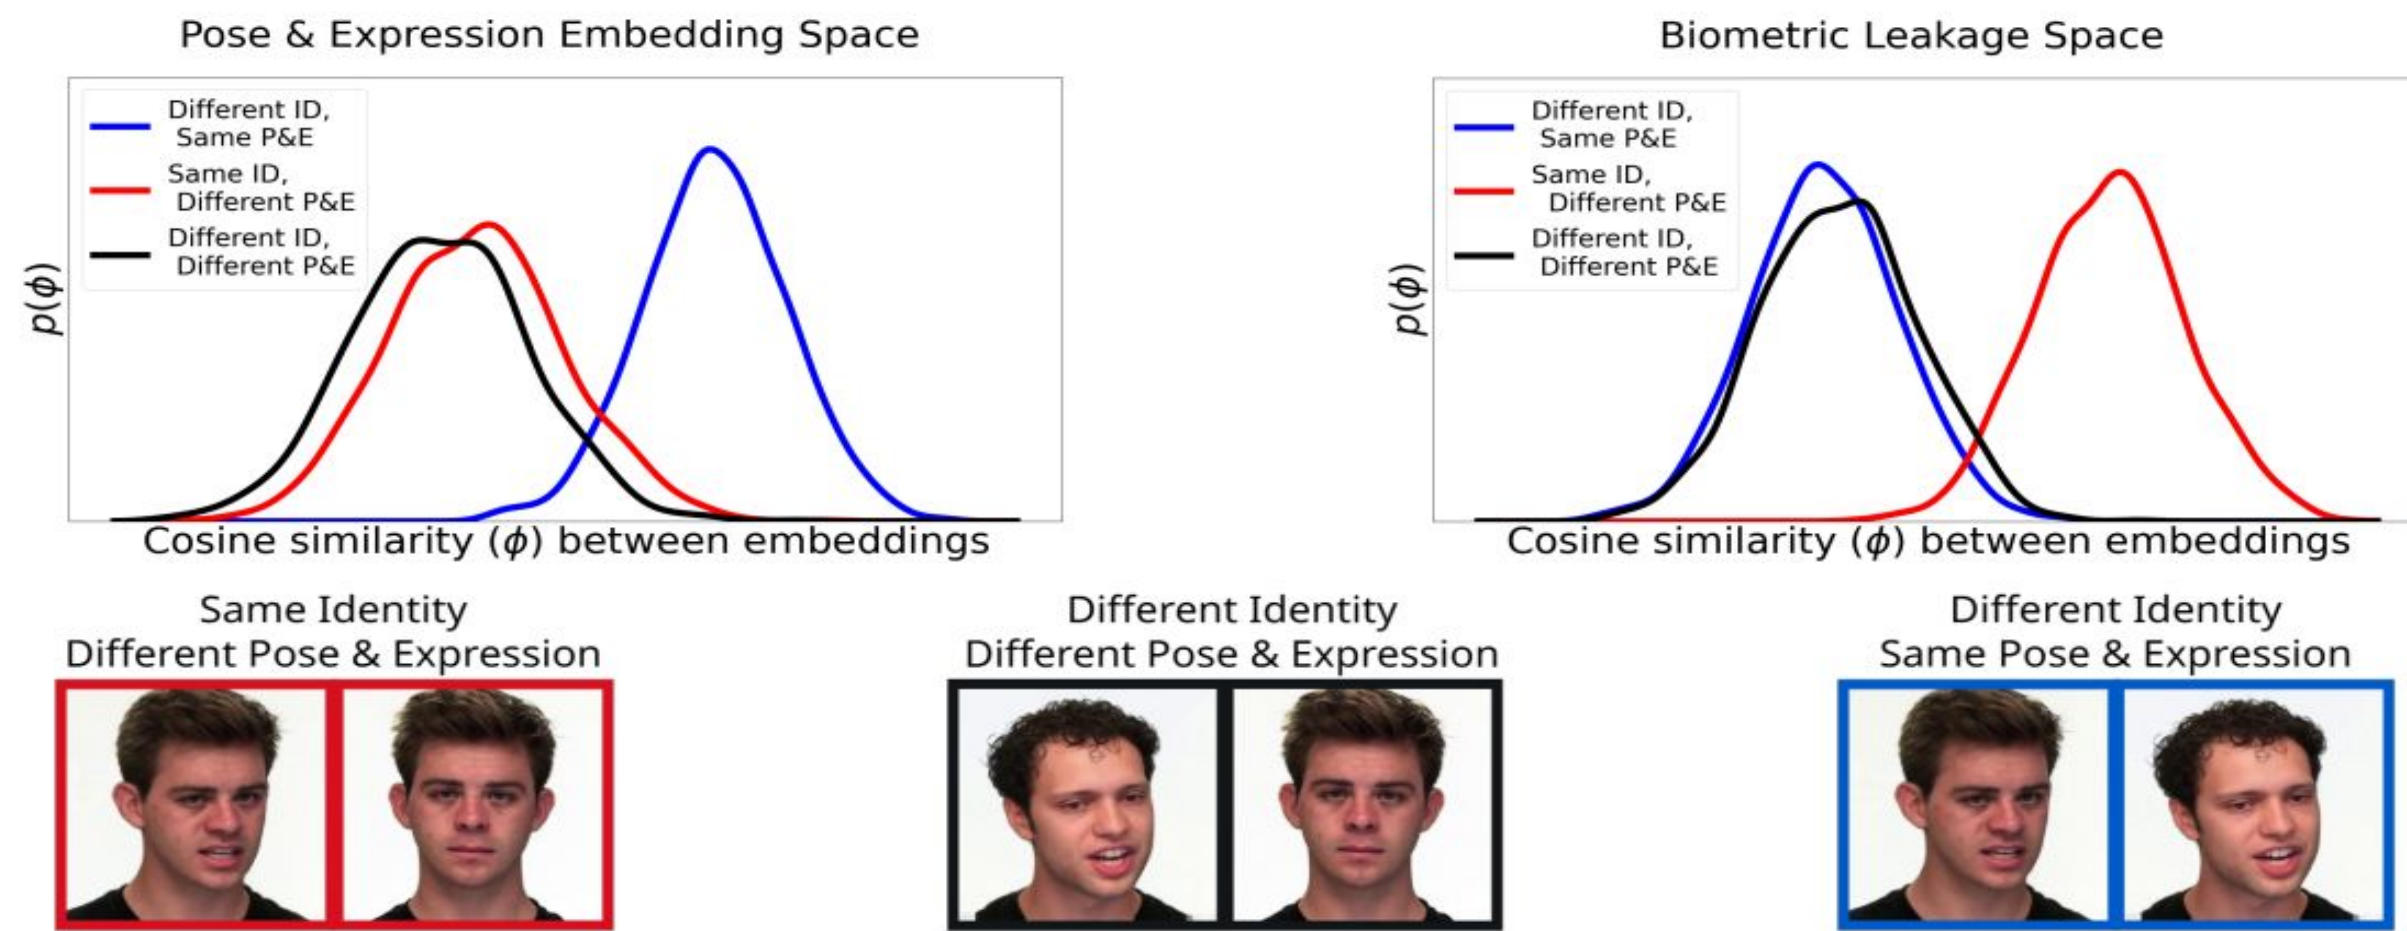 Pose & Expression Embedding Space
Different ID,
Same P&E
Same ID,
Different P&E
Different ID,
Different P&E
p(ϕ)
Cosine similarity (ϕ) between embeddings
Biometric Leakage Space
Different ID,
Same P&E
Same ID,
Different P&E
Different ID,
Different P&E
p(ϕ)
Cosine similarity (ϕ) between embeddings
Same Identity
Different Pose & Expression
Different Identity
Different Pose & Expression
Different Identity
Same Pose & Expression